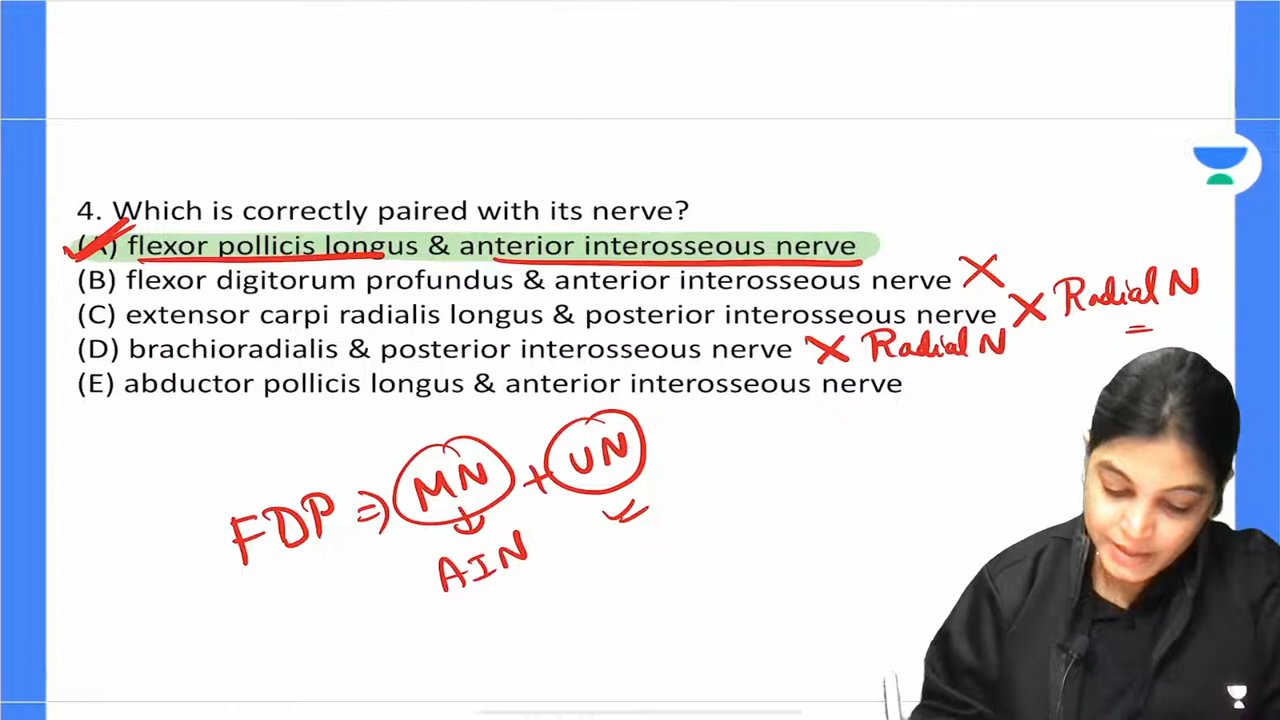 4. Which is correctly paired with its nerve?
(A) flexor pollicis longus & anterior interosseous nerve
(B) flexor digitorum profundus & anterior interosseous nerve X
(C) extensor carpi radialis longus & posterior interosseous nerve X Radial N
(D) brachioradialis & posterior interosseous nerve X Radial N
(E) abductor pollicis longus & anterior interosseous nerve
FDP ⇒ MN + UN
AIN